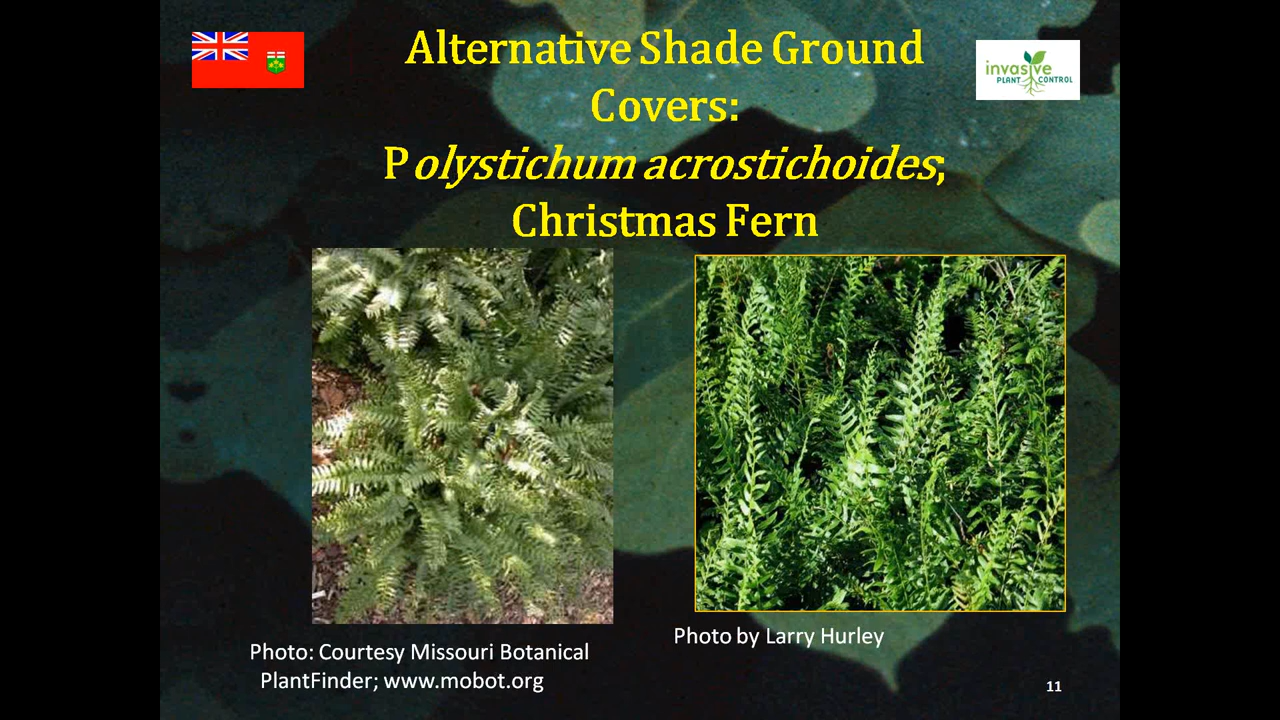 Alternative Shade Ground
Covers:
Polystichum acrostichoides;
Christmas Fern
invasive
PLANT CONTROL
Photo: Courtesy Missouri Botanical
PlantFinder; www.mobot.org
Photo by Larry Hurley
11